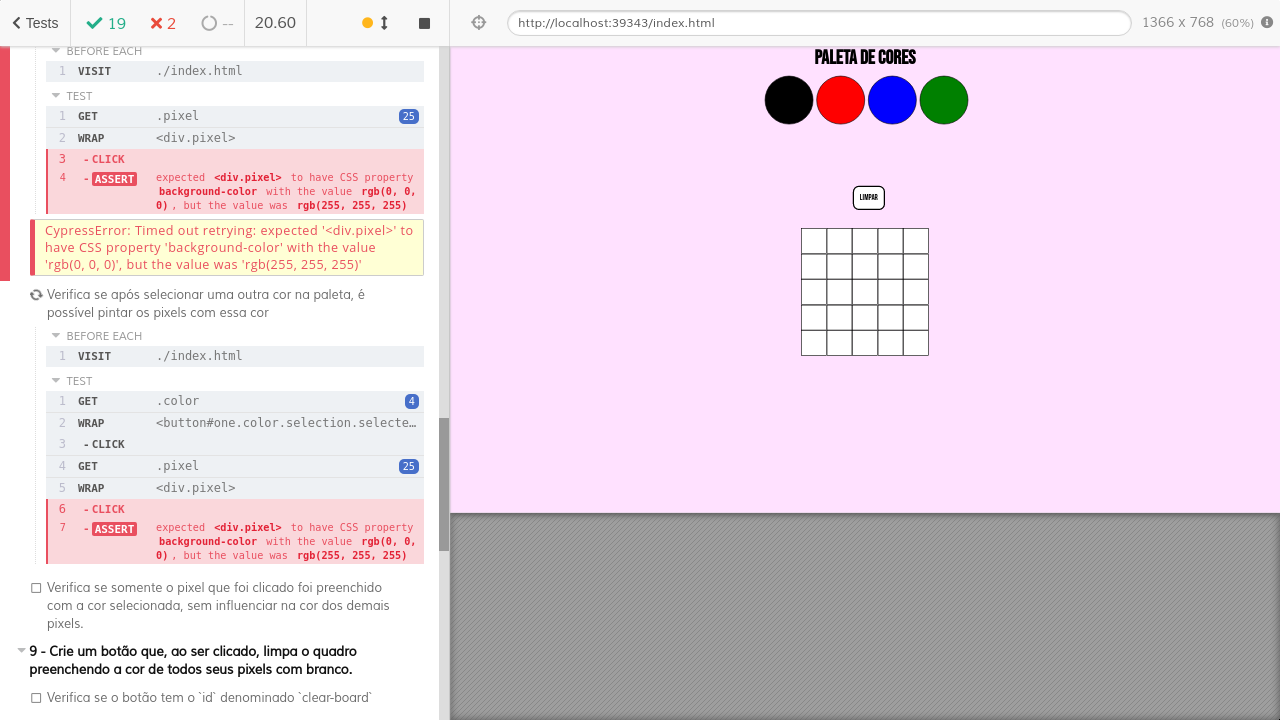 Tests 19 2 -- 20.60
http://localhost:39343/index.html 1366 x 768 (60%)
BEFORE EACH
1 VISIT ./index.html
TEST
1 GET .pixel 25
2 WRAP <div.pixel>
3 -CLICK
4 -ASSERT expected <div.pixel> to have CSS property
background-color with the value rgb(0, 0,
0), but the value was rgb(255, 255, 255)
CypressError: Timed out retrying: expected '<div.pixel>' to
have CSS property 'background-color' with the value
'rgb(0, 0, 0)', but the value was 'rgb(255, 255, 255)'
Verifica se após selecionar uma outra cor na paleta, é
possível pintar os pixels com essa cor
BEFORE EACH
1 VISIT ./index.html
TEST
1 GET .color 4
2 WRAP <button#one.color.selection.selecte…
3 -CLICK
4 GET .pixel 25
5 WRAP <div.pixel>
6 -CLICK
7 -ASSERT expected <div.pixel> to have CSS property
background-color with the value rgb(0, 0,
0), but the value was rgb(255, 255, 255)
Verifica se somente o pixel que foi clicado foi preenchido
com a cor selecionada, sem influenciar na cor dos demais
pixels.
9 - Crie um botão que, ao ser clicado, limpa o quadro
preenchendo a cor de todos seus pixels com branco.
Verifica se o botão tem o `id` denominado `clear-board`
PALETA DE CORES
LIMPAR